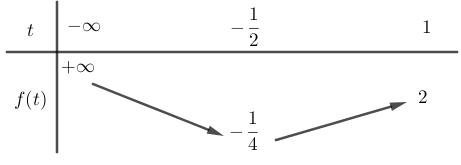 t −∞ −1/2 1
+∞
f(t) 2
−1/4